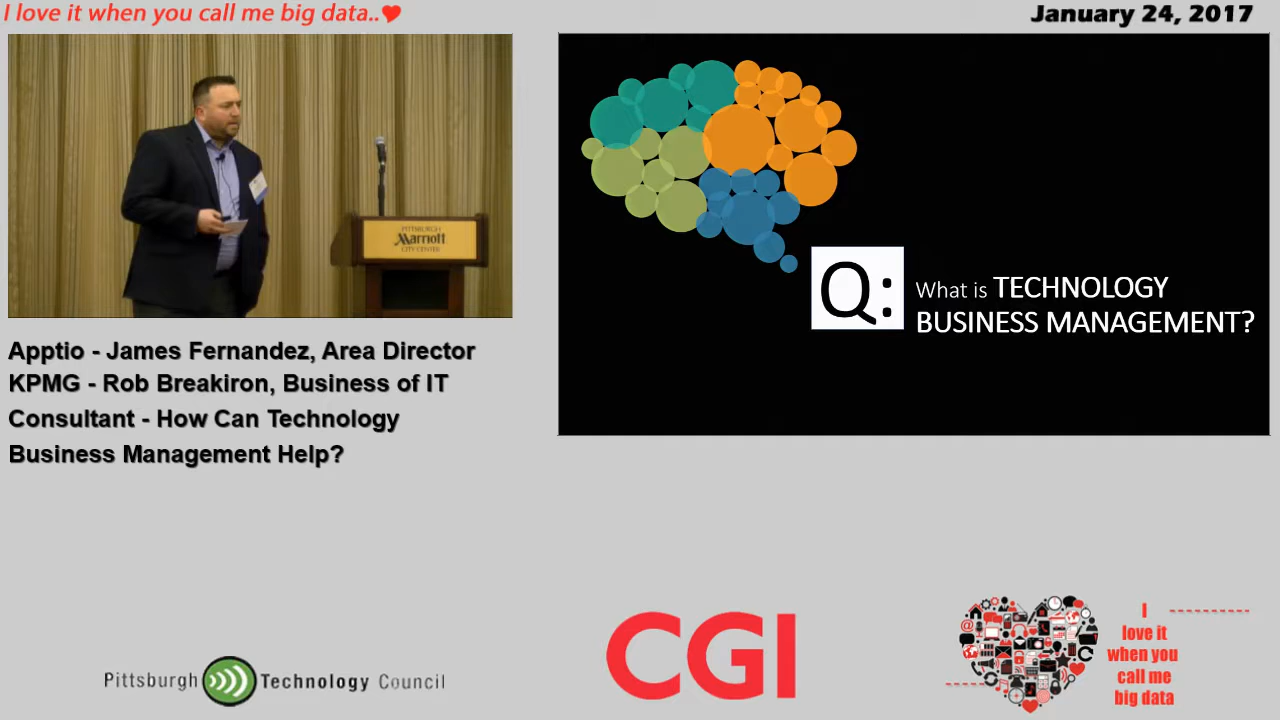 I love it when you call me big data..
January 24, 2017
PITTSBURGH
Marriott
CITY CENTER
Q:
What is TECHNOLOGY
BUSINESS MANAGEMENT?
Apptio - James Fernandez, Area Director
KPMG - Rob Breakiron, Business of IT
Consultant - How Can Technology
Business Management Help?
Pittsburgh Technology Council
CGI
I
love it
when you
call me
big data